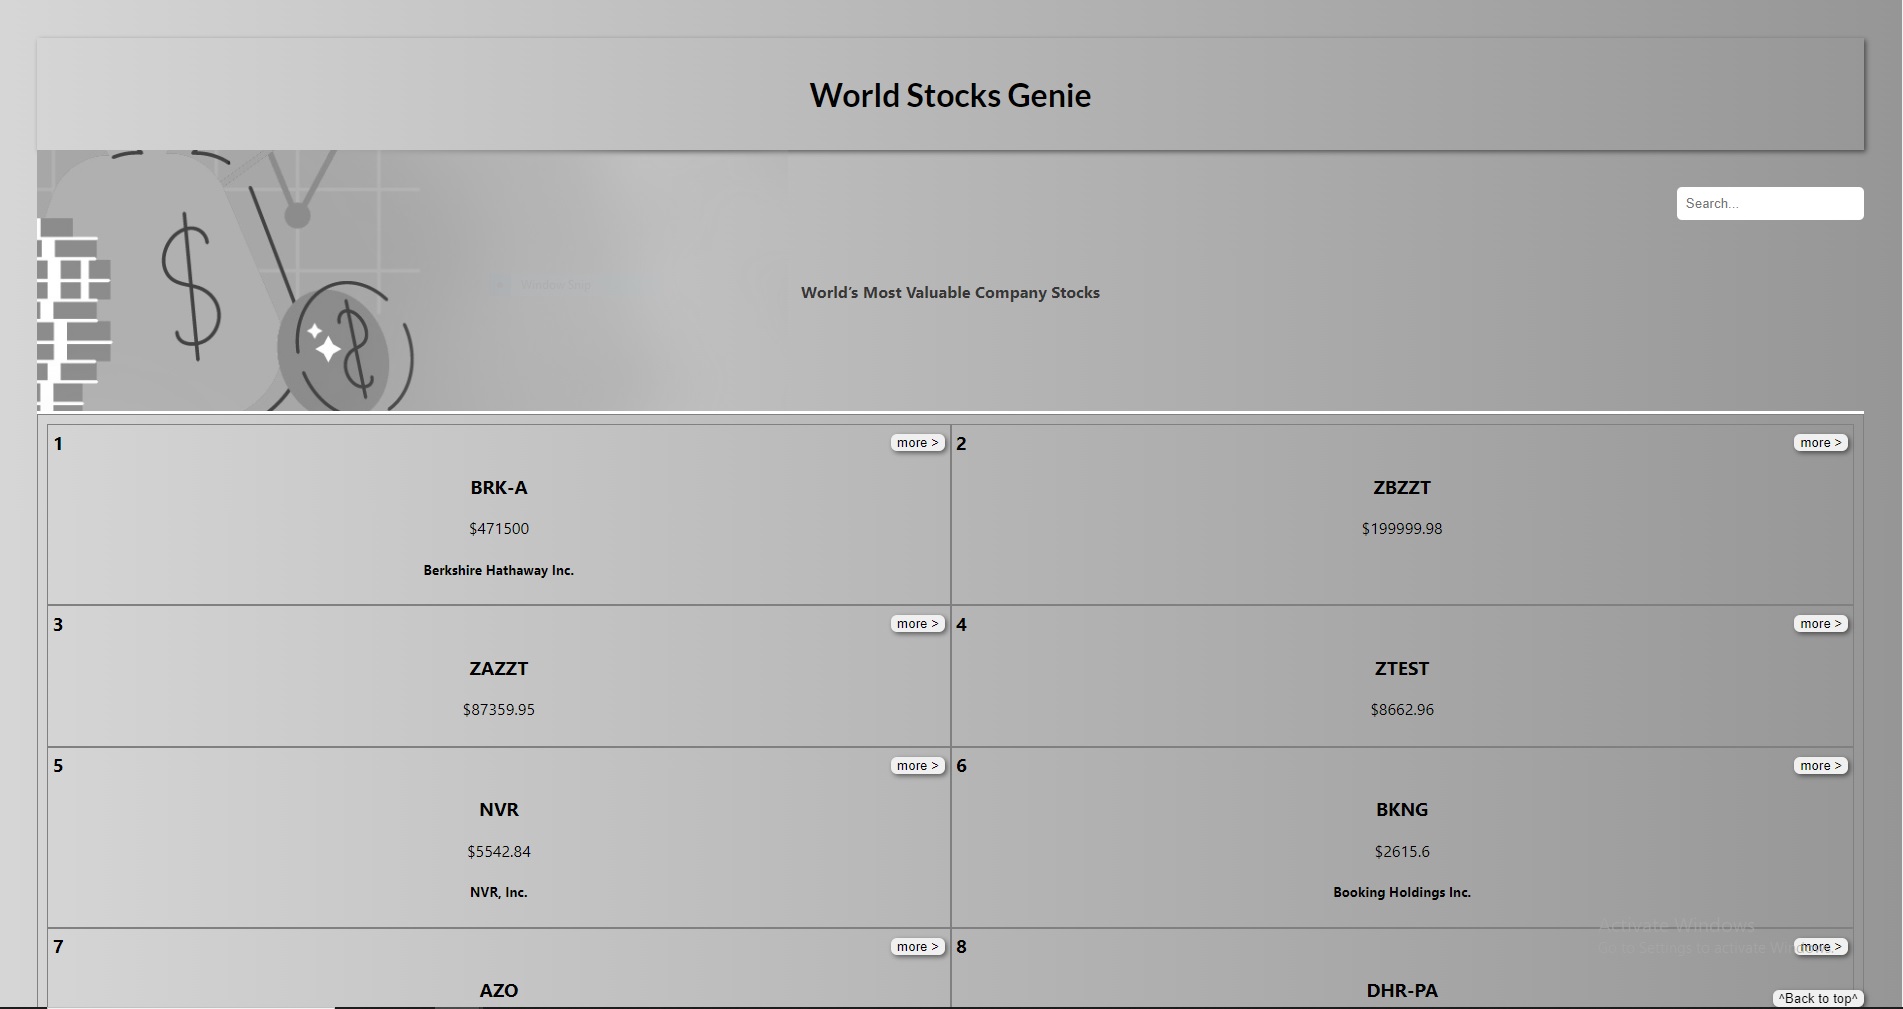 World Stocks Genie
Search...
Window Snip
World's Most Valuable Company Stocks
1
more >
BRK-A
$471500
Berkshire Hathaway Inc.
2
more >
ZBZZT
$199999.98
3
more >
ZAZZT
$87359.95
4
more >
ZTEST
$8662.96
5
more >
NVR
$5542.84
NVR, Inc.
6
more >
BKNG
$2615.6
Booking Holdings Inc.
7
more >
AZO
8
more >
DHR-PA
Activate Windows
Go to Settings to activate Windows.
^Back to top^